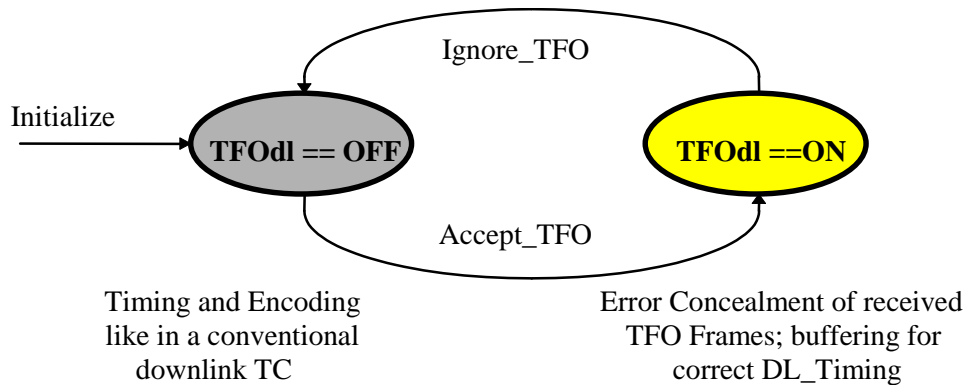 Ignore_TFO
Initialize
TFOdl == OFF
TFOdl ==ON
Accept_TFO
Timing and Encoding
like in a conventional
downlink TC
Error Concealment of received
TFO Frames; buffering for
correct DL_Timing